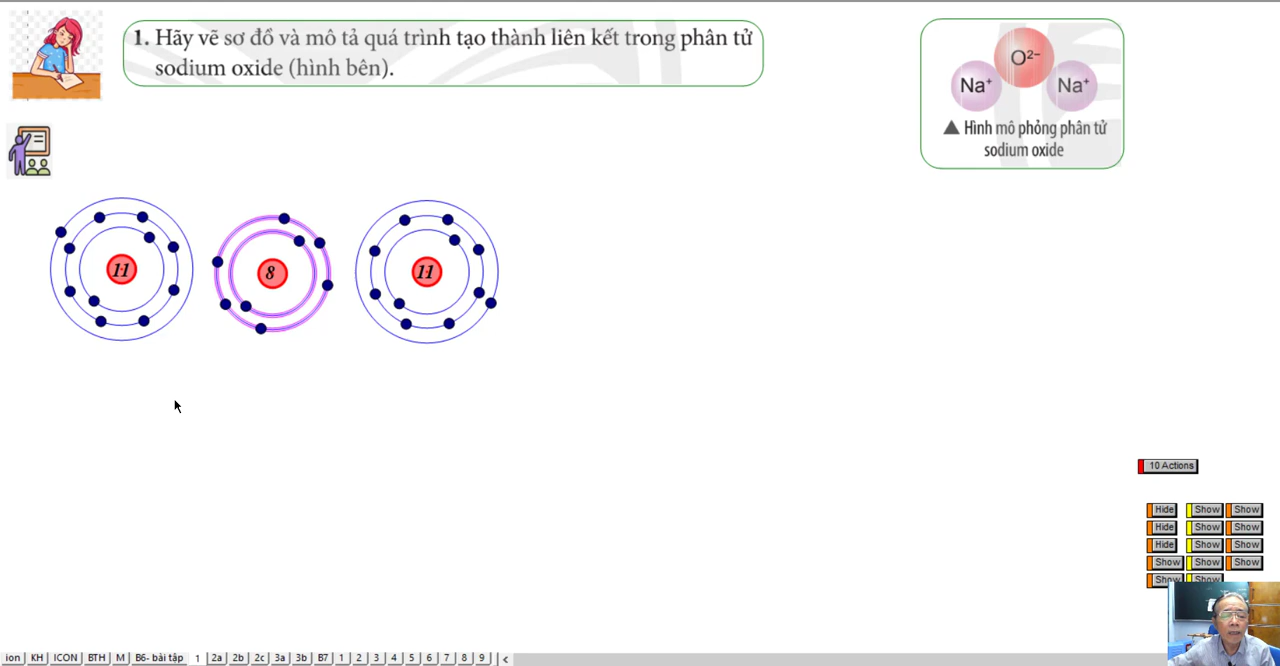 1. Hãy vẽ sơ đồ và mô tả quá trình tạo thành liên kết trong phân tử
sodium oxide (hình bên).
O²⁻
Na⁺ Na⁺
▲ Hình mô phỏng phân tử
sodium oxide
11 8 11
10 Actions
Hide Show Show
Hide Show Show
Hide Show Show
Show Show Show
Show Show
ion KH ICON BTH M B6- bài tập 1 2a 2b 2c 3a 3b B7 1 2 3 4 5 6 7 8 9